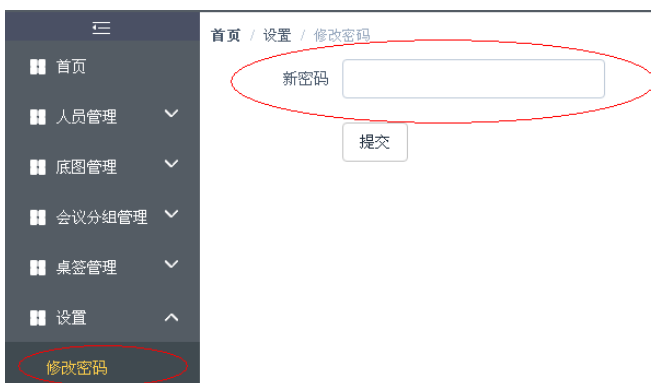 首页 / 设置 / 修改密码
首页
人员管理
底图管理
会议分组管理
桌签管理
设置
修改密码
新密码
提交